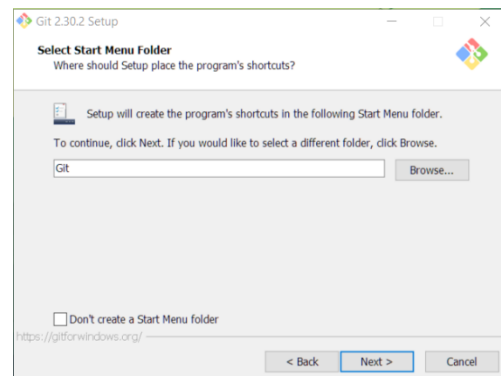 Git 2.30.2 Setup
Select Start Menu Folder
Where should Setup place the program's shortcuts?
Setup will create the program's shortcuts in the following Start Menu folder.
To continue, click Next. If you would like to select a different folder, click Browse.
Git
Browse...
Don't create a Start Menu folder
https://gitforwindows.org/
< Back
Next >
Cancel